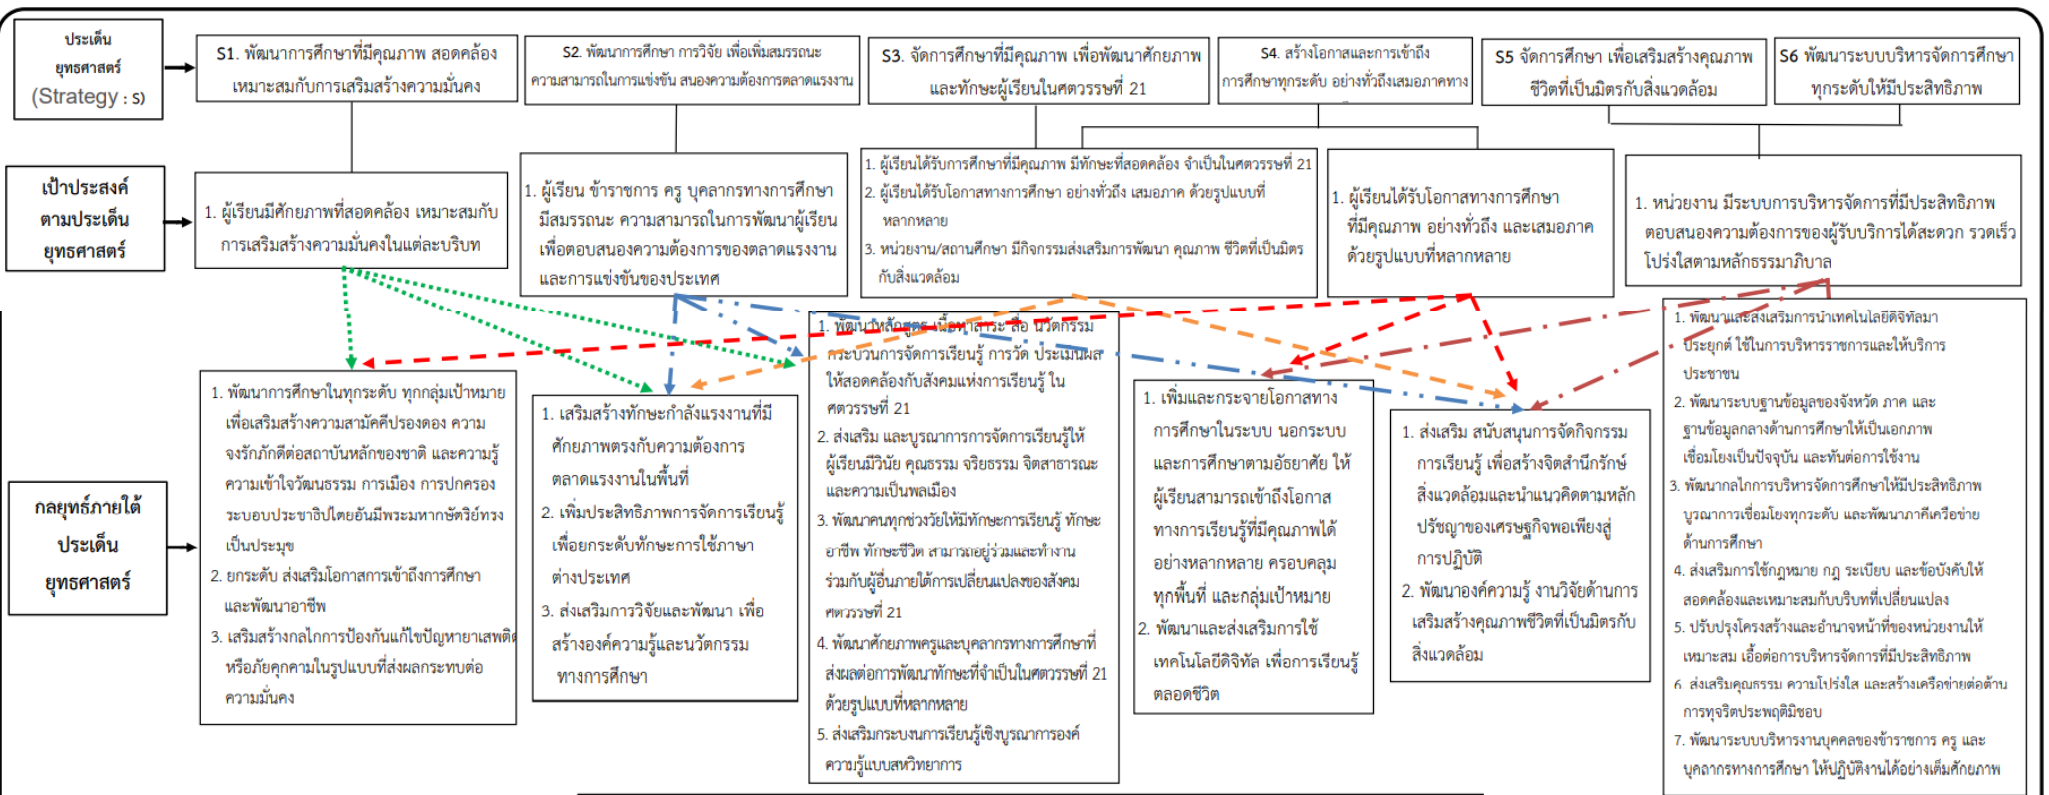 ประเด็น
ยุทธศาสตร์
(Strategy : S)
S1. พัฒนาการศึกษาที่มีคุณภาพ สอดคล้อง
เหมาะสมกับการเสริมสร้างความมั่นคง
S2. พัฒนาการศึกษา การวิจัย เพื่อเพิ่มสมรรถนะ
ความสามารถในการแข่งขัน สนองความต้องการตลาดแรงงาน
S3. จัดการศึกษาที่มีคุณภาพ เพื่อพัฒนาศักยภาพ
และทักษะผู้เรียนในศตวรรษที่ 21
S4. สร้างโอกาสและการเข้าถึง
การศึกษาทุกระดับ อย่างทั่วถึงเสมอภาคทาง
S5 จัดการศึกษา เพื่อเสริมสร้างคุณภาพ
ชีวิตที่เป็นมิตรกับสิ่งแวดล้อม
S6 พัฒนาระบบบริหารจัดการศึกษา
ทุกระดับให้มีประสิทธิภาพ
เป้าประสงค์
ตามประเด็น
ยุทธศาสตร์
1. ผู้เรียนมีศักยภาพที่สอดคล้อง เหมาะสมกับ
การเสริมสร้างความมั่นคงในแต่ละบริบท
1. ผู้เรียน ข้าราชการ ครู บุคลากรทางการศึกษา
มีสมรรถนะ ความสามารถในการพัฒนาผู้เรียน
เพื่อตอบสนองความต้องการของตลาดแรงงาน
และการแข่งขันของประเทศ
1. ผู้เรียนได้รับการศึกษาที่มีคุณภาพ มีทักษะที่สอดคล้อง จำเป็นในศตวรรษที่ 21
2. ผู้เรียนได้รับโอกาสทางการศึกษา อย่างทั่วถึง เสมอภาค ด้วยรูปแบบที่
หลากหลาย
3. หน่วยงาน/สถานศึกษา มีกิจกรรมส่งเสริมการพัฒนา คุณภาพ ชีวิตที่เป็นมิตร
กับสิ่งแวดล้อม
1. ผู้เรียนได้รับโอกาสทางการศึกษา
ที่มีคุณภาพ อย่างทั่วถึง และเสมอภาค
ด้วยรูปแบบที่หลากหลาย
1. หน่วยงาน มีระบบการบริหารจัดการที่มีประสิทธิภาพ
ตอบสนองความต้องการของผู้รับบริการได้สะดวก รวดเร็ว
โปร่งใสตามหลักธรรมาภิบาล
กลยุทธ์ภายใต้
ประเด็น
ยุทธศาสตร์
1. พัฒนาการศึกษาในทุกระดับ ทุกกลุ่มเป้าหมาย
เพื่อเสริมสร้างความสามัคคีปรองดอง ความ
จงรักภักดีต่อสถาบันหลักของชาติ และความรู้
ความเข้าใจวัฒนธรรม การเมือง การปกครอง
ระบอบประชาธิปไตยอันมีพระมหากษัตริย์ทรง
เป็นประมุข
2. ยกระดับ ส่งเสริมโอกาสการเข้าถึงการศึกษา
และพัฒนาอาชีพ
3. เสริมสร้างกลไกการป้องกันแก้ไขปัญหายาเสพติด
หรือภัยคุกคามในรูปแบบที่ส่งผลกระทบต่อ
ความมั่นคง
1. เสริมสร้างทักษะกำลังแรงงานที่มี
ศักยภาพตรงกับความต้องการ
ตลาดแรงงานในพื้นที่
2. เพิ่มประสิทธิภาพการจัดการเรียนรู้
เพื่อยกระดับทักษะการใช้ภาษา
ต่างประเทศ
3. ส่งเสริมการวิจัยและพัฒนา เพื่อ
สร้างองค์ความรู้และนวัตกรรม
ทางการศึกษา
1. พัฒนาหลักสูตร เนื้อหาสาระ สื่อ นวัตกรรม
กระบวนการจัดการเรียนรู้ การวัด ประเมินผล
ให้สอดคล้องกับสังคมแห่งการเรียนรู้ ใน
ศตวรรษที่ 21
2. ส่งเสริม และบูรณาการการจัดการเรียนรู้ให้
ผู้เรียนมีวินัย คุณธรรม จริยธรรม จิตสาธารณะ
และความเป็นพลเมือง
3. พัฒนาคนทุกช่วงวัยให้มีทักษะการเรียนรู้ ทักษะ
อาชีพ ทักษะชีวิต สามารถอยู่ร่วมและทำงาน
ร่วมกับผู้อื่นภายใต้การเปลี่ยนแปลงของสังคม
ศตวรรษที่ 21
4. พัฒนาศักยภาพครูและบุคลากรทางการศึกษาที่
ส่งผลต่อการพัฒนาทักษะที่จำเป็นในศตวรรษที่ 21
ด้วยรูปแบบที่หลากหลาย
5. ส่งเสริมกระบงนการเรียนรู้เชิงบูรณาการองค์
ความรู้แบบสหวิทยาการ
1. เพิ่มและกระจายโอกาสทาง
การศึกษาในระบบ นอกระบบ
และการศึกษาตามอัธยาศัย ให้
ผู้เรียนสามารถเข้าถึงโอกาส
ทางการเรียนรู้ที่มีคุณภาพได้
อย่างหลากหลาย ครอบคลุม
ทุกพื้นที่ และกลุ่มเป้าหมาย
2. พัฒนาและส่งเสริมการใช้
เทคโนโลยีดิจิทัล เพื่อการเรียนรู้
ตลอดชีวิต
1. ส่งเสริม สนับสนุนการจัดกิจกรรม
การเรียนรู้ เพื่อสร้างจิตสำนึกรักษ์
สิ่งแวดล้อมและนำแนวคิดตามหลัก
ปรัชญาของเศรษฐกิจพอเพียงสู่
การปฏิบัติ
2. พัฒนาองค์ความรู้ งานวิจัยด้านการ
เสริมสร้างคุณภาพชีวิตที่เป็นมิตรกับ
สิ่งแวดล้อม
1. พัฒนาและส่งเสริมการนำเทคโนโลยีดิจิทัลมา
ประยุกต์ ใช้ในการบริหารราชการและให้บริการ
ประชาชน
2. พัฒนาระบบฐานข้อมูลของจังหวัด ภาค และ
ฐานข้อมูลกลางด้านการศึกษาให้เป็นเอกภาพ
เชื่อมโยงเป็นปัจจุบัน และทันต่อการใช้งาน
3. พัฒนากลไกการบริหารจัดการศึกษาให้มีประสิทธิภาพ
บูรณาการเชื่อมโยงทุกระดับ และพัฒนาภาคีเครือข่าย
ด้านการศึกษา
4. ส่งเสริมการใช้กฎหมาย กฎ ระเบียบ และข้อบังคับให้
สอดคล้องและเหมาะสมกับบริบทที่เปลี่ยนแปลง
5. ปรับปรุงโครงสร้างและอำนาจหน้าที่ของหน่วยงานให้
เหมาะสม เอื้อต่อการบริหารจัดการที่มีประสิทธิภาพ
6. ส่งเสริมคุณธรรม ความโปร่งใส และสร้างเครือข่ายต่อต้าน
การทุจริตประพฤติมิชอบ
7. พัฒนาระบบบริหารงานบุคคลของข้าราชการ ครู และ
บุคลากรทางการศึกษา ให้ปฏิบัติงานได้อย่างเต็มศักยภาพ